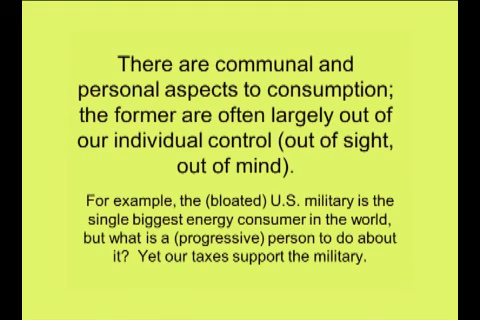 There are communal and
personal aspects to consumption;
the former are often largely out of
our individual control (out of sight,
out of mind).
For example, the (bloated) U.S. military is the
single biggest energy consumer in the world,
but what is a (progressive) person to do about
it?  Yet our taxes support the military.